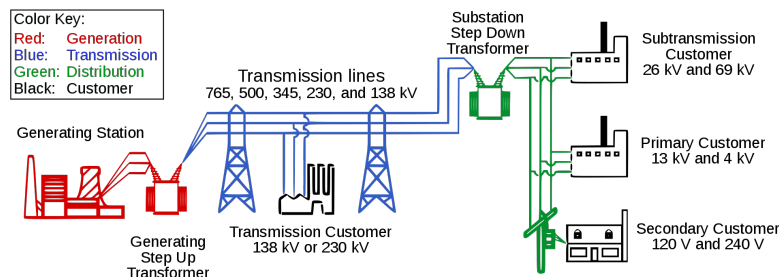 Color Key:
Red: Generation
Blue: Transmission
Green: Distribution
Black: Customer
Generating Station
Generating
Step Up
Transformer
Transmission lines
765, 500, 345, 230, and 138 kV
Transmission Customer
138 kV or 230 kV
Substation
Step Down
Transformer
Subtransmission
Customer
26 kV and 69 kV
Primary Customer
13 kV and 4 kV
Secondary Customer
120 V and 240 V